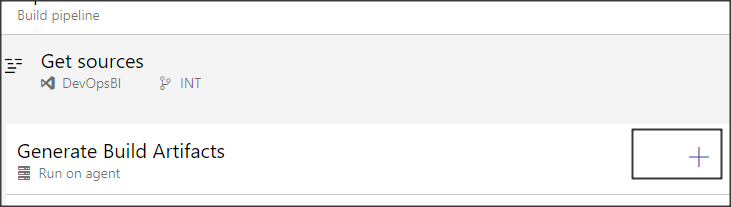 Build pipeline
Get sources
DevOpsBI INT
Generate Build Artifacts
Run on agent